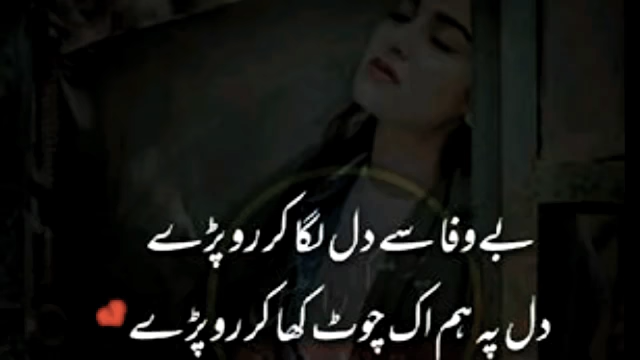 بے وفا سے دل لگا کر رو پڑے
دل پہ ہم اک چوٹ کھا کر رو پڑے